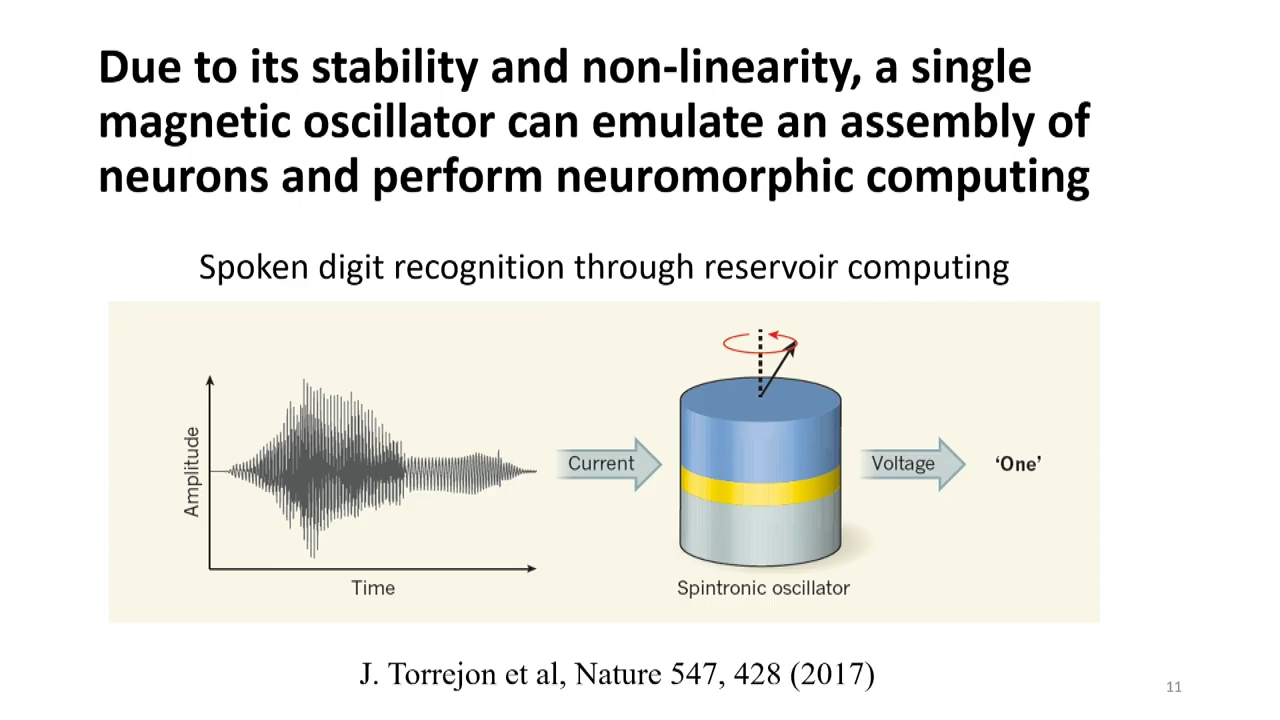 Due to its stability and non-linearity, a single
magnetic oscillator can emulate an assembly of
neurons and perform neuromorphic computing
Spoken digit recognition through reservoir computing
Amplitude
Time
Current
Spintronic oscillator
Voltage
‘One’
J. Torrejon et al, Nature 547, 428 (2017)
11